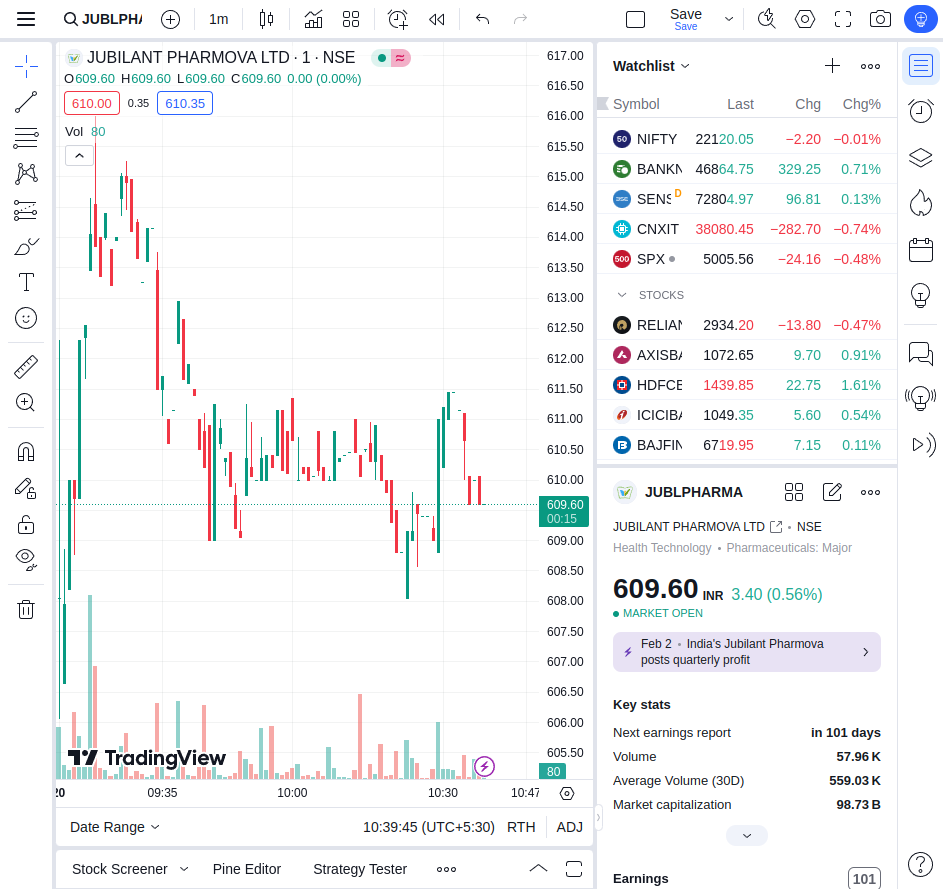 JUBLPHA
1m
Save
Save
JUBILANT PHARMOVA LTD · 1 · NSE
O609.60 H609.60 L609.60 C609.60 0.00 (0.00%)
610.00 0.35 610.35
Vol 80
617.00
616.50
616.00
615.50
615.00
614.50
614.00
613.50
613.00
612.50
612.00
611.50
611.00
610.50
610.00
609.60
00:15
609.00
608.50
608.00
607.50
607.00
606.50
606.00
605.50
80
TradingView
20 09:35 10:00 10:30 10:47
Date Range 10:39:45 (UTC+5:30) RTH ADJ
Stock Screener Pine Editor Strategy Tester
Watchlist
Symbol Last Chg Chg%
50 NIFTY 22120.05 −2.20 −0.01%
BANKN 46864.75 329.25 0.71%
SENS D 72804.97 96.81 0.13%
CNXIT 38080.45 −282.70 −0.74%
500 SPX 5005.56 −24.16 −0.48%
STOCKS
RELIAN 2934.20 −13.80 −0.47%
AXISBA 1072.65 9.70 0.91%
HDFCB 1439.85 22.75 1.61%
ICICIBA 1049.35 5.60 0.54%
BAJFIN 6719.95 7.15 0.11%
JUBLPHARMA
JUBILANT PHARMOVA LTD • NSE
Health Technology • Pharmaceuticals: Major
609.60 INR 3.40 (0.56%)
MARKET OPEN
Feb 2 • India's Jubilant Pharmova
posts quarterly profit
Key stats
Next earnings report in 101 days
Volume 57.96 K
Average Volume (30D) 559.03 K
Market capitalization 98.73 B
Earnings 101